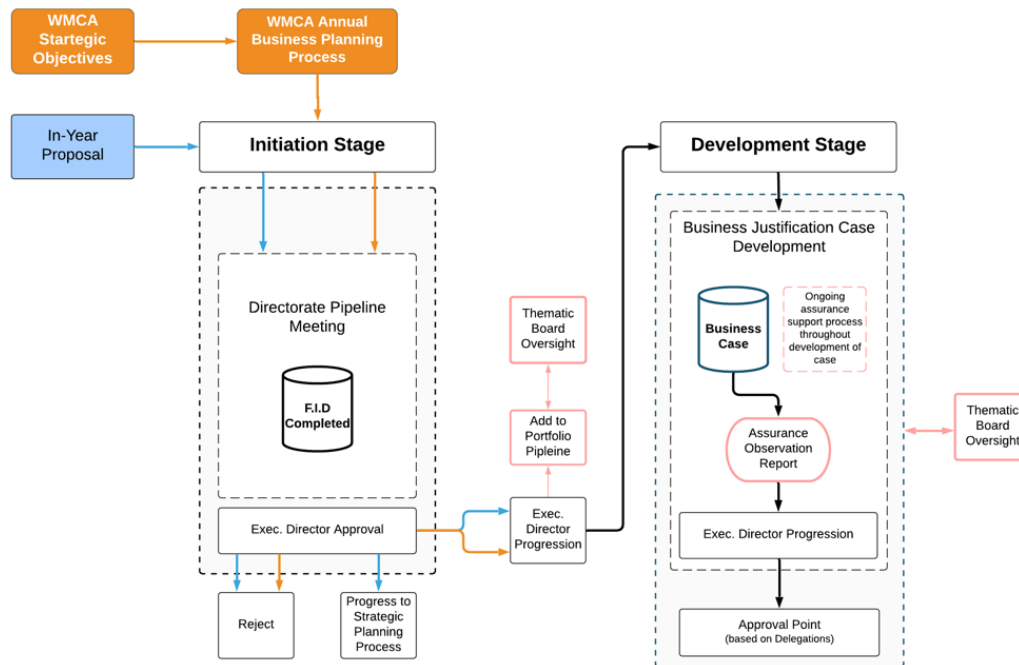 WMCA
Startegic
Objectives
WMCA Annual
Business Planning
Process
In-Year
Proposal
Initiation Stage
Development Stage
Directorate Pipeline
Meeting
F.I.D
Completed
Exec. Director Approval
Reject
Progress to
Strategic
Planning
Process
Thematic
Board
Oversight
Add to
Portfolio
Pipleine
Exec.
Director
Progression
Business Justification Case
Development
Business
Case
Ongoing
assurance
support process
throughout
development of
case
Assurance
Observation
Report
Exec. Director Progression
Approval Point
(based on Delegations)
Thematic
Board
Oversight